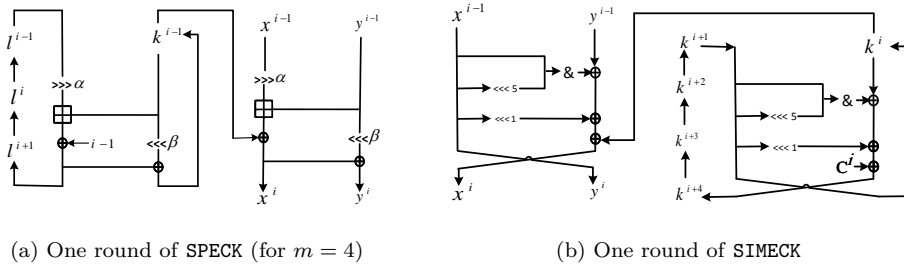 l^{i-1}
l^{i}
l^{i+1}
>>>α
i−1
k^{i-1}
<<<β
x^{i-1}
y^{i-1}
>>>α
<<<β
x^{i}
y^{i}
(a) One round of SPECK (for m = 4)
x^{i-1}
y^{i-1}
&
<<< 5
<<< 1
x^{i}
y^{i}
k^{i+1}
k^{i+2}
k^{i+3}
k^{i+4}
k^{i}
&
<<< 5
<<< 1
C^{i}
(b) One round of SIMECK